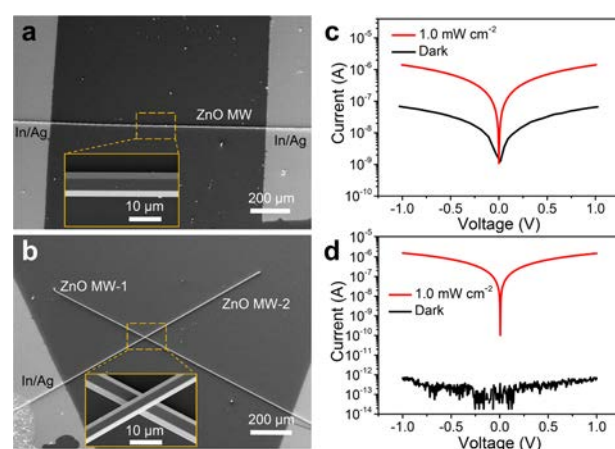 a
ZnO MW
In/Ag
In/Ag
10 μm
200 μm
b
ZnO MW-1
ZnO MW-2
In/Ag
10 μm
200 μm
c
1.0 mW cm⁻²
Dark
Current (A)
10⁻⁴
10⁻⁵
10⁻⁶
10⁻⁷
10⁻⁸
10⁻⁹
10⁻¹⁰
-1.0 -0.5 0.0 0.5 1.0
Voltage (V)
d
1.0 mW cm⁻²
Dark
Current (A)
10⁻⁵
10⁻⁶
10⁻⁷
10⁻⁸
10⁻⁹
10⁻¹⁰
10⁻¹¹
10⁻¹²
10⁻¹³
10⁻¹⁴
-1.0 -0.5 0.0 0.5 1.0
Voltage (V)